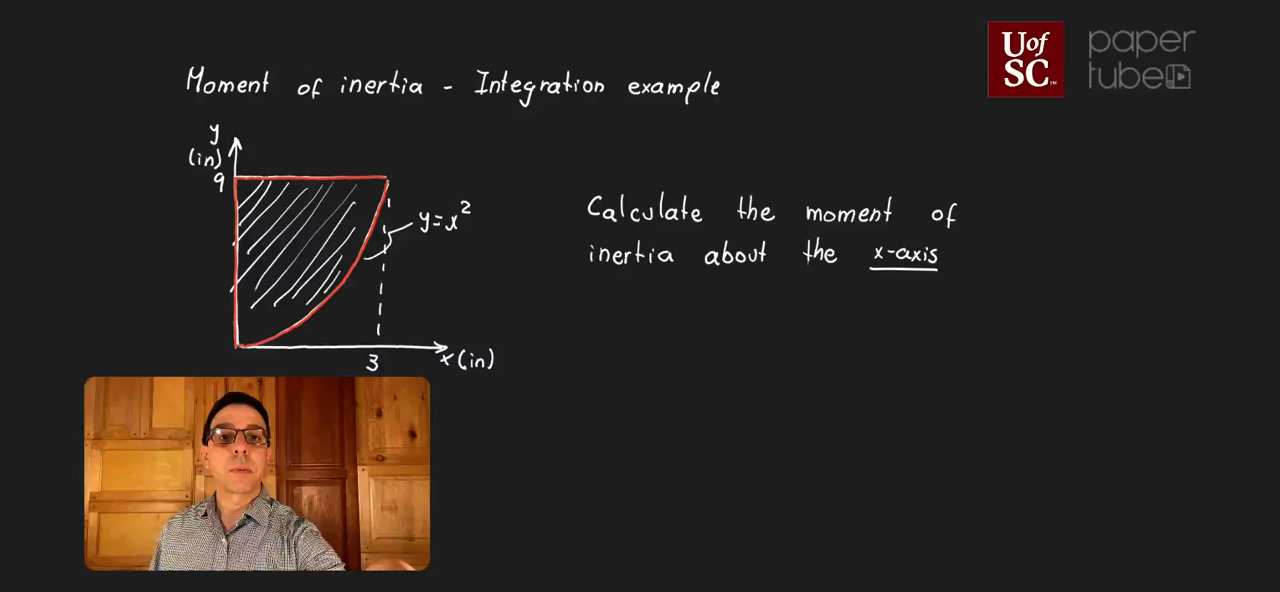 UofSC™
paper
tube
Moment of inertia - Integration example
y
(in)
9
y=x²
Calculate the moment of
inertia about the x-axis
3
x (in)